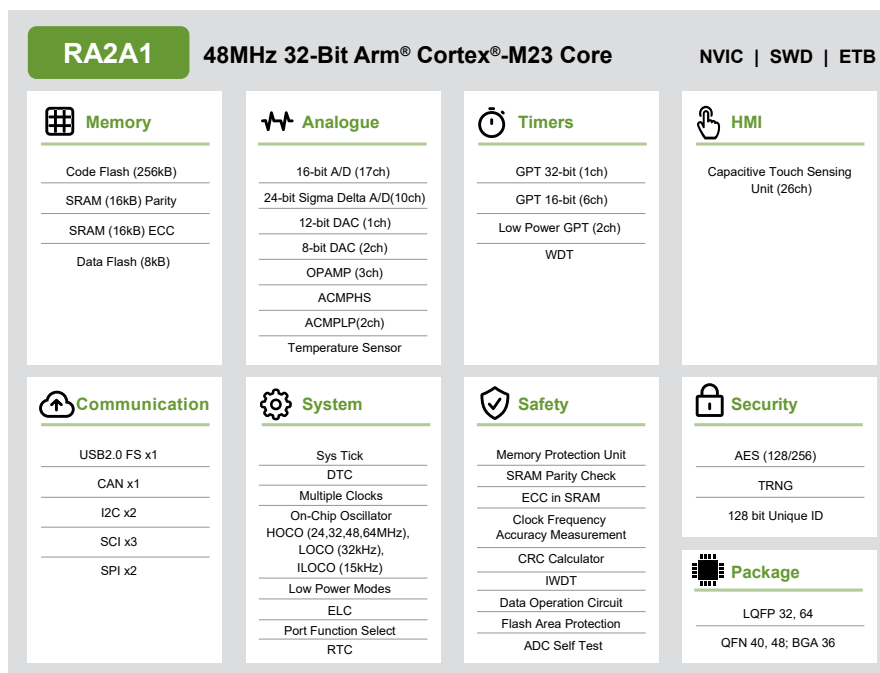 RA2A1
48MHz 32-Bit Arm® Cortex®-M23 Core
NVIC | SWD | ETB
Memory
Code Flash (256kB)
SRAM (16kB) Parity
SRAM (16kB) ECC
Data Flash (8kB)
Analogue
16-bit A/D (17ch)
24-bit Sigma Delta A/D(10ch)
12-bit DAC (1ch)
8-bit DAC (2ch)
OPAMP (3ch)
ACMPHS
ACMPLP(2ch)
Temperature Sensor
Timers
GPT 32-bit (1ch)
GPT 16-bit (6ch)
Low Power GPT (2ch)
WDT
HMI
Capacitive Touch Sensing
Unit (26ch)
Communication
USB2.0 FS x1
CAN x1
I2C x2
SCI x3
SPI x2
System
Sys Tick
DTC
Multiple Clocks
On-Chip Oscillator
HOCO (24,32,48,64MHz),
LOCO (32kHz),
ILOCO (15kHz)
Low Power Modes
ELC
Port Function Select
RTC
Safety
Memory Protection Unit
SRAM Parity Check
ECC in SRAM
Clock Frequency
Accuracy Measurement
CRC Calculator
IWDT
Data Operation Circuit
Flash Area Protection
ADC Self Test
Security
AES (128/256)
TRNG
128 bit Unique ID
Package
LQFP 32, 64
QFN 40, 48; BGA 36